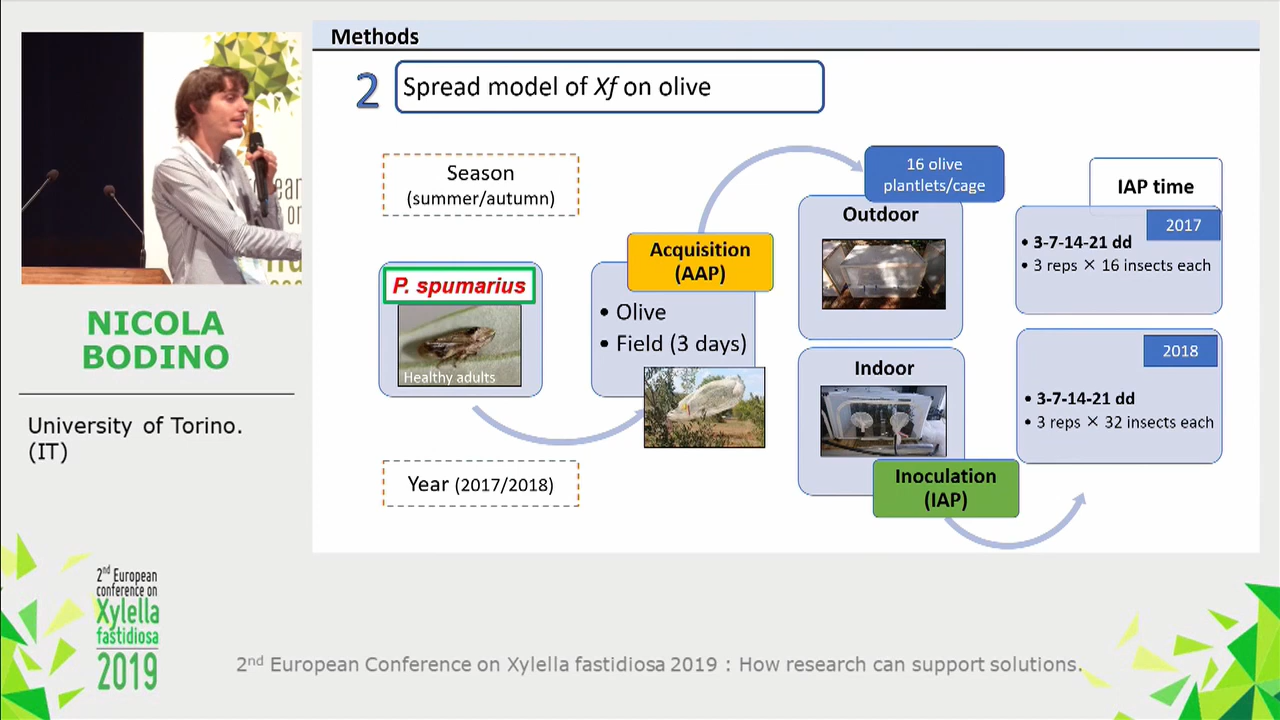 Methods
2
Spread model of Xf on olive
Season
(summer/autumn)
P. spumarius
Healthy adults
Year (2017/2018)
Acquisition
(AAP)
• Olive
• Field (3 days)
16 olive
plantlets/cage
Outdoor
Indoor
Inoculation
(IAP)
IAP time
2017
• 3-7-14-21 dd
• 3 reps × 16 insects each
2018
• 3-7-14-21 dd
• 3 reps × 32 insects each
NICOLA
BODINO
University of Torino.
(IT)
2nd European
conference on
Xylella
fastidiosa
2019
2nd European Conference on Xylella fastidiosa 2019 : How research can support solutions.